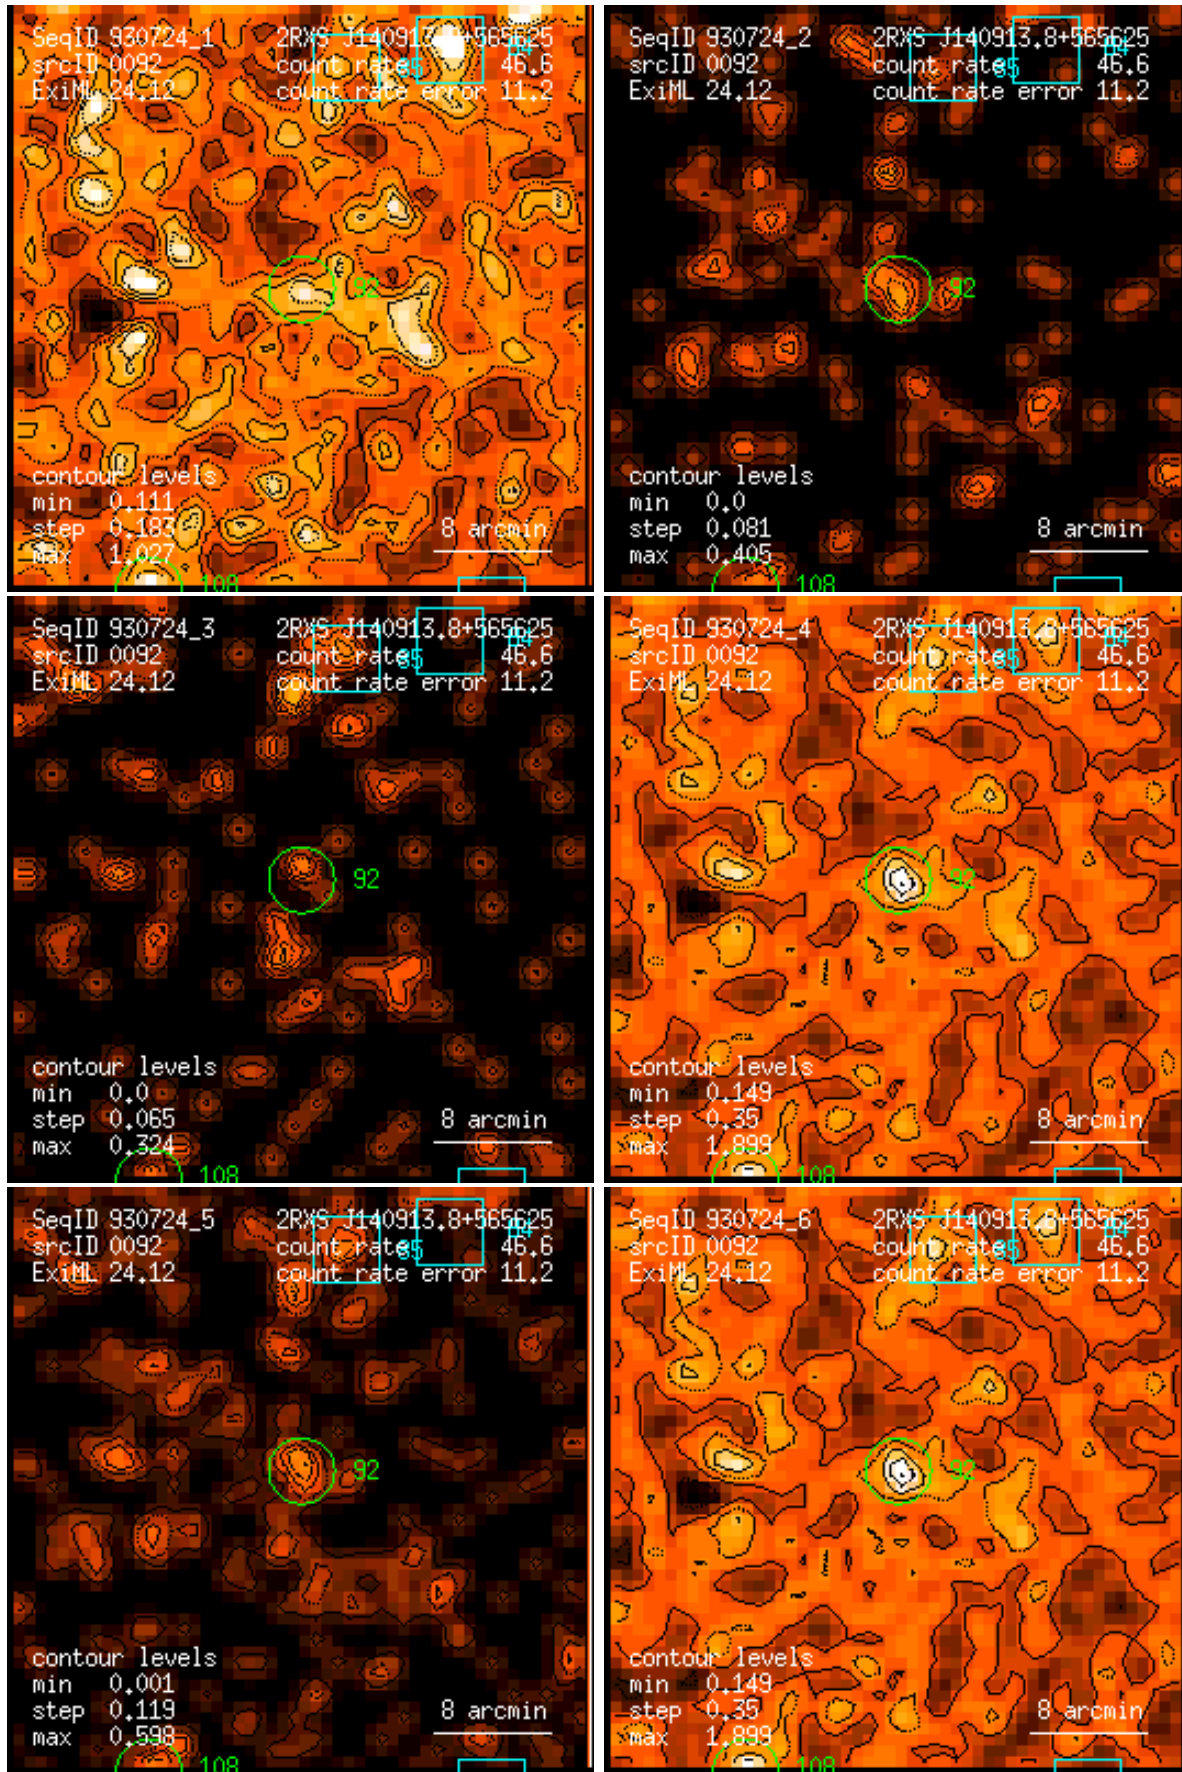 SeqID 930724_1 2RXS J140913.8+565625
srcID 0092 count rate 85 46.6
ExiML 24.12 count rate error 11.2
92
contour levels
min 0.111
step 0.183 8 arcmin
max 1.027
108
SeqID 930724_2 2RXS J140913.8+565625
srcID 0092 count rate 85 46.6
ExiML 24.12 count rate error 11.2
92
contour levels
min 0.0
step 0.081 8 arcmin
max 0.405
108
SeqID 930724_3 2RXS J140913.8+565625
srcID 0092 count rate 85 46.6
ExiML 24.12 count rate error 11.2
92
contour levels
min 0.0
step 0.065 8 arcmin
max 0.324
108
SeqID 930724_4 2RXS J140913.8+565625
srcID 0092 count rate 85 46.6
ExiML 24.12 count rate error 11.2
92
contour levels
min 0.149
step 0.35 8 arcmin
max 1.899
108
SeqID 930724_5 2RXS J140913.8+565625
srcID 0092 count rate 85 46.6
ExiML 24.12 count rate error 11.2
92
contour levels
min 0.001
step 0.119 8 arcmin
max 0.598
108
SeqID 930724_6 2RXS J140913.8+565625
srcID 0092 count rate 85 46.6
ExiML 24.12 count rate error 11.2
92
contour levels
min 0.149
step 0.35 8 arcmin
max 1.899
108